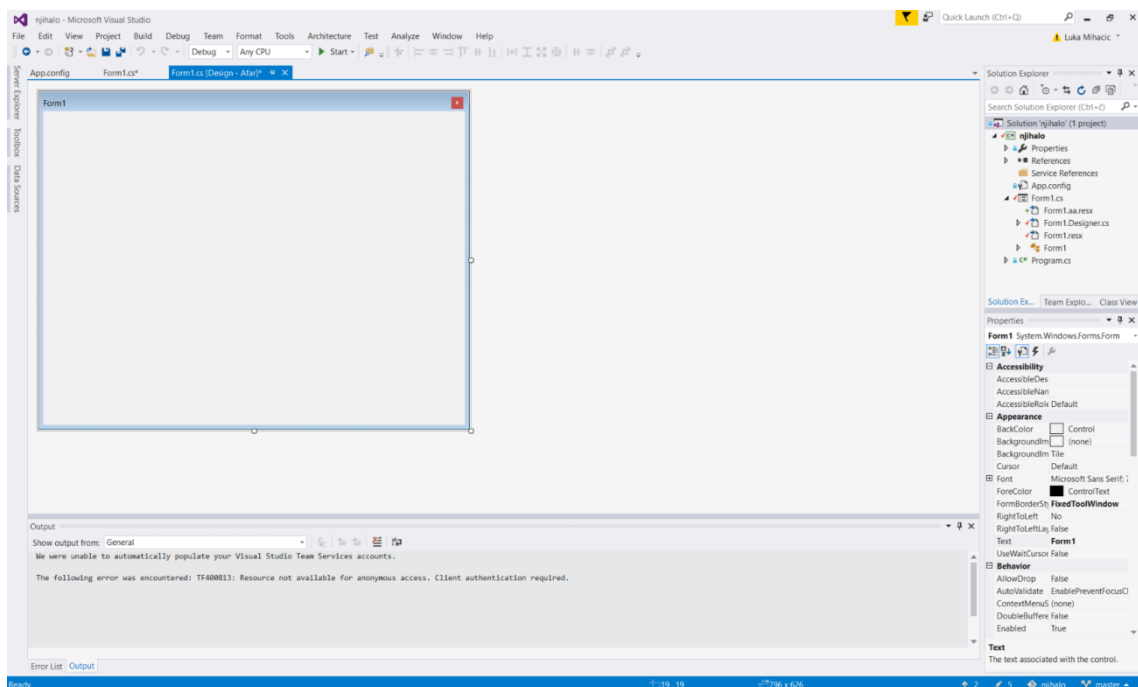 njihalo - Microsoft Visual Studio
Quick Launch (Ctrl+Q)
File Edit View Project Build Debug Team Format Tools Architecture Test Analyze Window Help
Luka Mihacic
Debug Any CPU Start
Server Explorer
Toolbox
Data Sources
App.config Form1.cs* Form1.cs [Design - Afar]*
Form1
Output
Show output from: General
We were unable to automatically populate your Visual Studio Team Services accounts.
The following error was encountered: TF400813: Resource not available for anonymous access. Client authentication required.
Error List Output
Solution Explorer
Search Solution Explorer (Ctrl+č)
Solution 'njihalo' (1 project)
njihalo
Properties
References
Service References
App.config
Form1.cs
Form1.aa.resx
Form1.Designer.cs
Form1.resx
Form1
Program.cs
Solution Ex... Team Explo... Class View
Properties
Form1 System.Windows.Forms.Form
Accessibility
AccessibleDes
AccessibleNan
AccessibleRole Default
Appearance
BackColor Control
BackgroundIm (none)
BackgroundIm Tile
Cursor Default
Font Microsoft Sans Serif;
ForeColor ControlText
FormBorderSt FixedToolWindow
RightToLeft No
RightToLeftLay False
Text Form1
UseWaitCursor False
Behavior
AllowDrop False
AutoValidate EnablePreventFocusCl
ContextMenuS (none)
DoubleBuffere False
Enabled True
Text
The text associated with the control.
Ready 19, 19 796 x 626 2 5 njihalo master